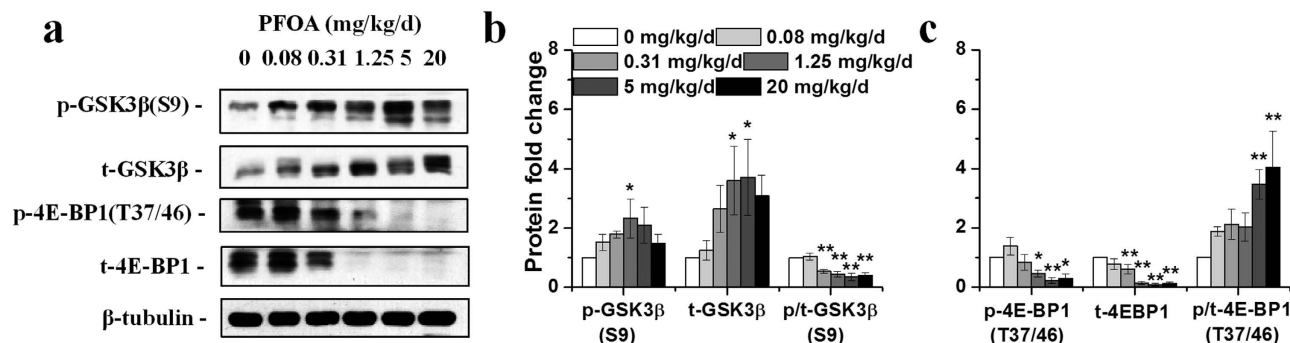 a
PFOA (mg/kg/d)
0 0.08 0.31 1.25 5 20
p-GSK3β(S9) -
t-GSK3β -
p-4E-BP1(T37/46) -
t-4E-BP1 -
β-tubulin -
b
0 mg/kg/d 0.08 mg/kg/d
0.31 mg/kg/d 1.25 mg/kg/d
5 mg/kg/d 20 mg/kg/d
Protein fold change
8
6
4
2
0
* * *
** ** ** **
p-GSK3β t-GSK3β p/t-GSK3β
(S9) (S9)
c
8
6
4
2
0
* ** * ** ** ** ** ** **
p-4E-BP1 t-4EBP1 p/t-4E-BP1
(T37/46) (T37/46)